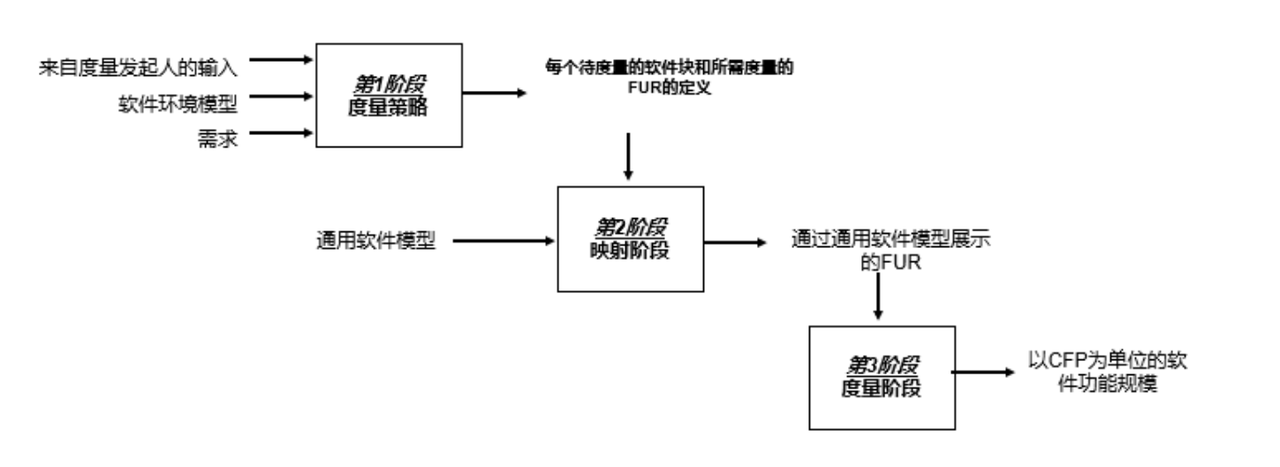 来自度量发起人的输入
软件环境模型
需求
第1阶段
度量策略
每个待度量的软件块和所需度量的
FUR的定义
通用软件模型
第2阶段
映射阶段
通过通用软件模型展示
的FUR
第3阶段
度量阶段
以CFP为单位的软
件功能规模